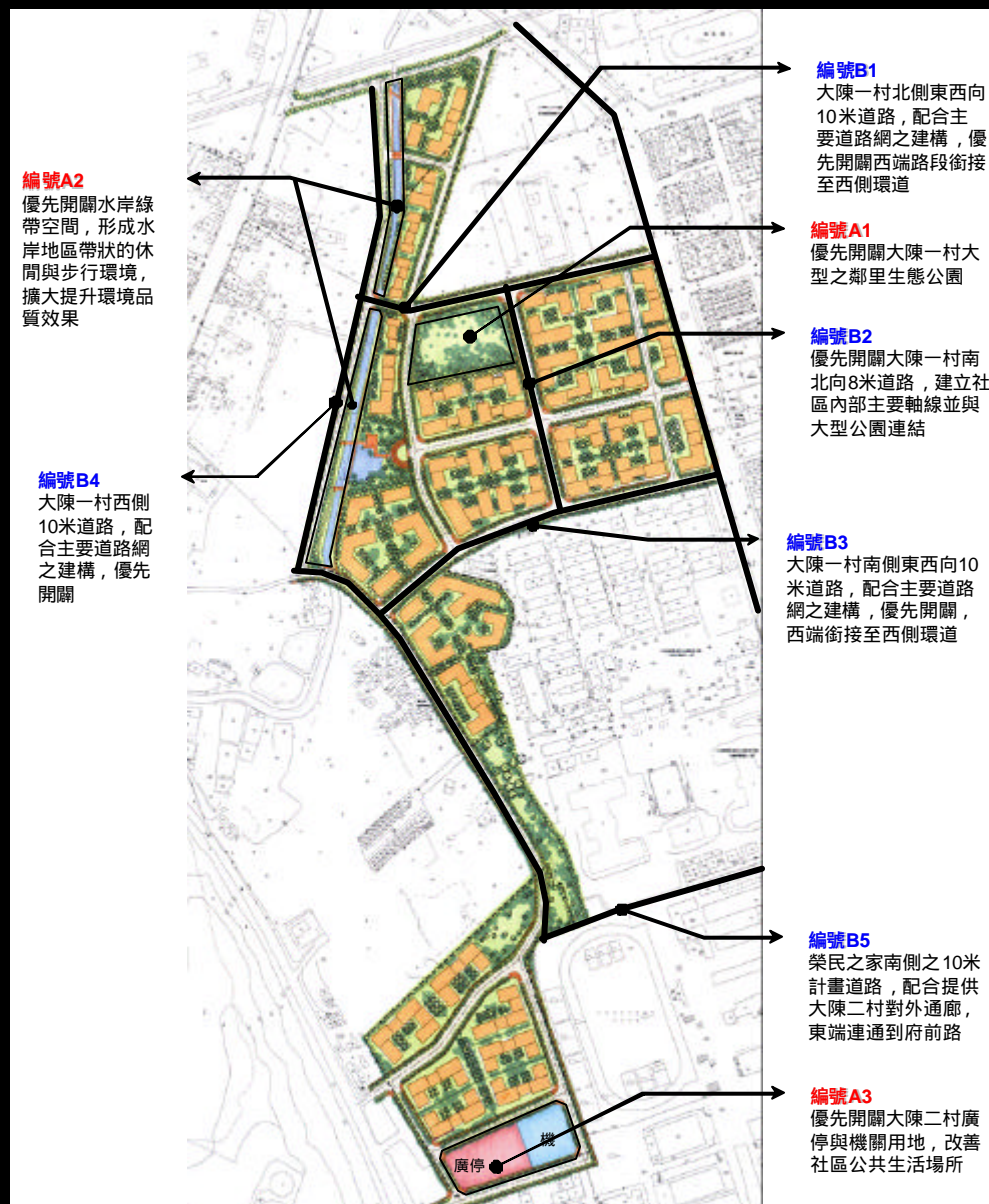 編號B1
大陳一村北側東西向
10米道路，配合主
要道路網之建構，優
先開闢西端路段銜接
至西側環道
編號A2
優先開闢水岸綠
帶空間，形成水
岸地區帶狀的休
閒與步行環境，
擴大提升環境品
質效果
編號A1
優先開闢大陳一村大
型之鄰里生態公園
編號B2
優先開闢大陳一村南
北向8米道路，建立社
區內部主要軸線並與
大型公園連結
編號B4
大陳一村西側
10米道路，配
合主要道路網
之建構，優先
開闢
編號B3
大陳一村南側東西向10
米道路，配合主要道路
網之建構，優先開闢，
西端銜接至西側環道
編號B5
榮民之家南側之10米
計畫道路，配合提供
大陳二村對外通廊，
東端連通到府前路
編號A3
優先開闢大陳二村廣
停與機關用地，改善
社區公共生活場所
機
廣停